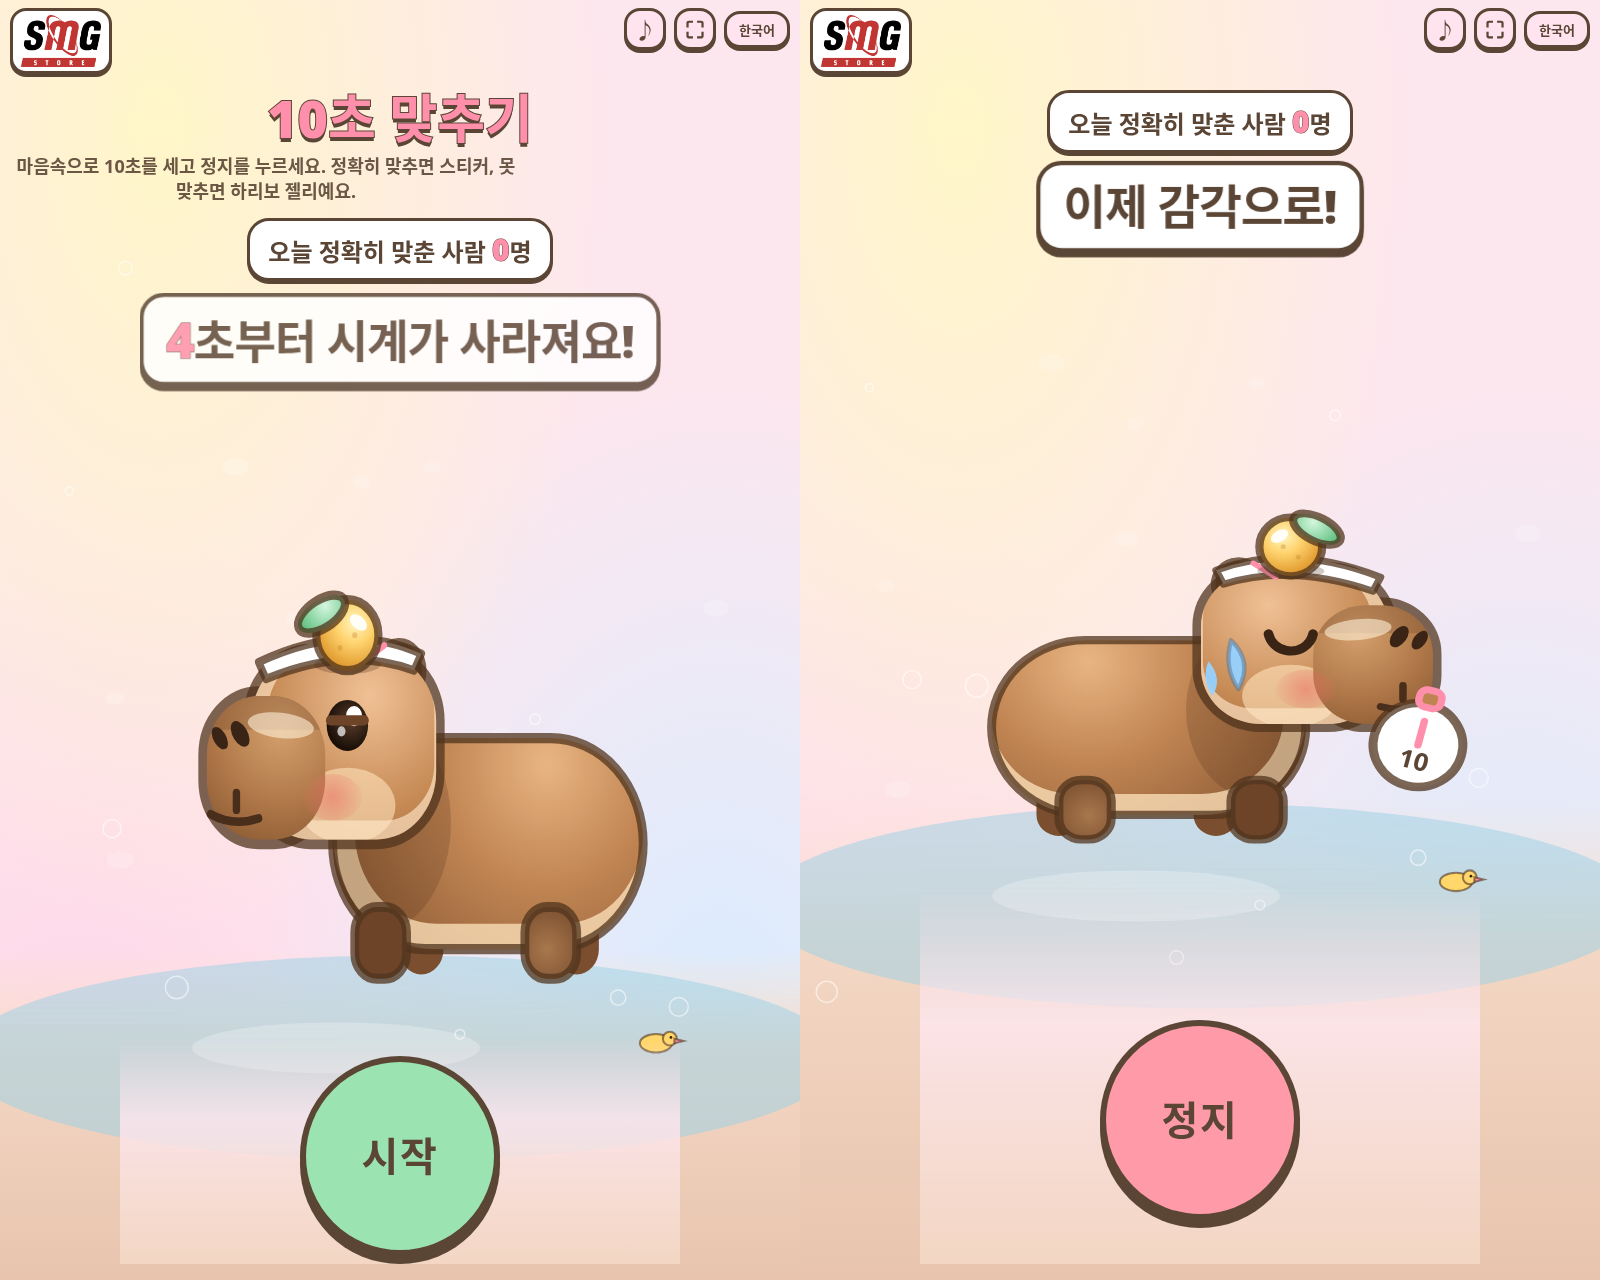 SMG
STORE
한국어
10초 맞추기
마음속으로 10초를 세고 정지를 누르세요. 정확히 맞추면 스티커, 못
맞추면 하리보 젤리예요.
오늘 정확히 맞춘 사람 0명
4초부터 시계가 사라져요!
시작
SMG
STORE
한국어
오늘 정확히 맞춘 사람 0명
이제 감각으로!
10
정지